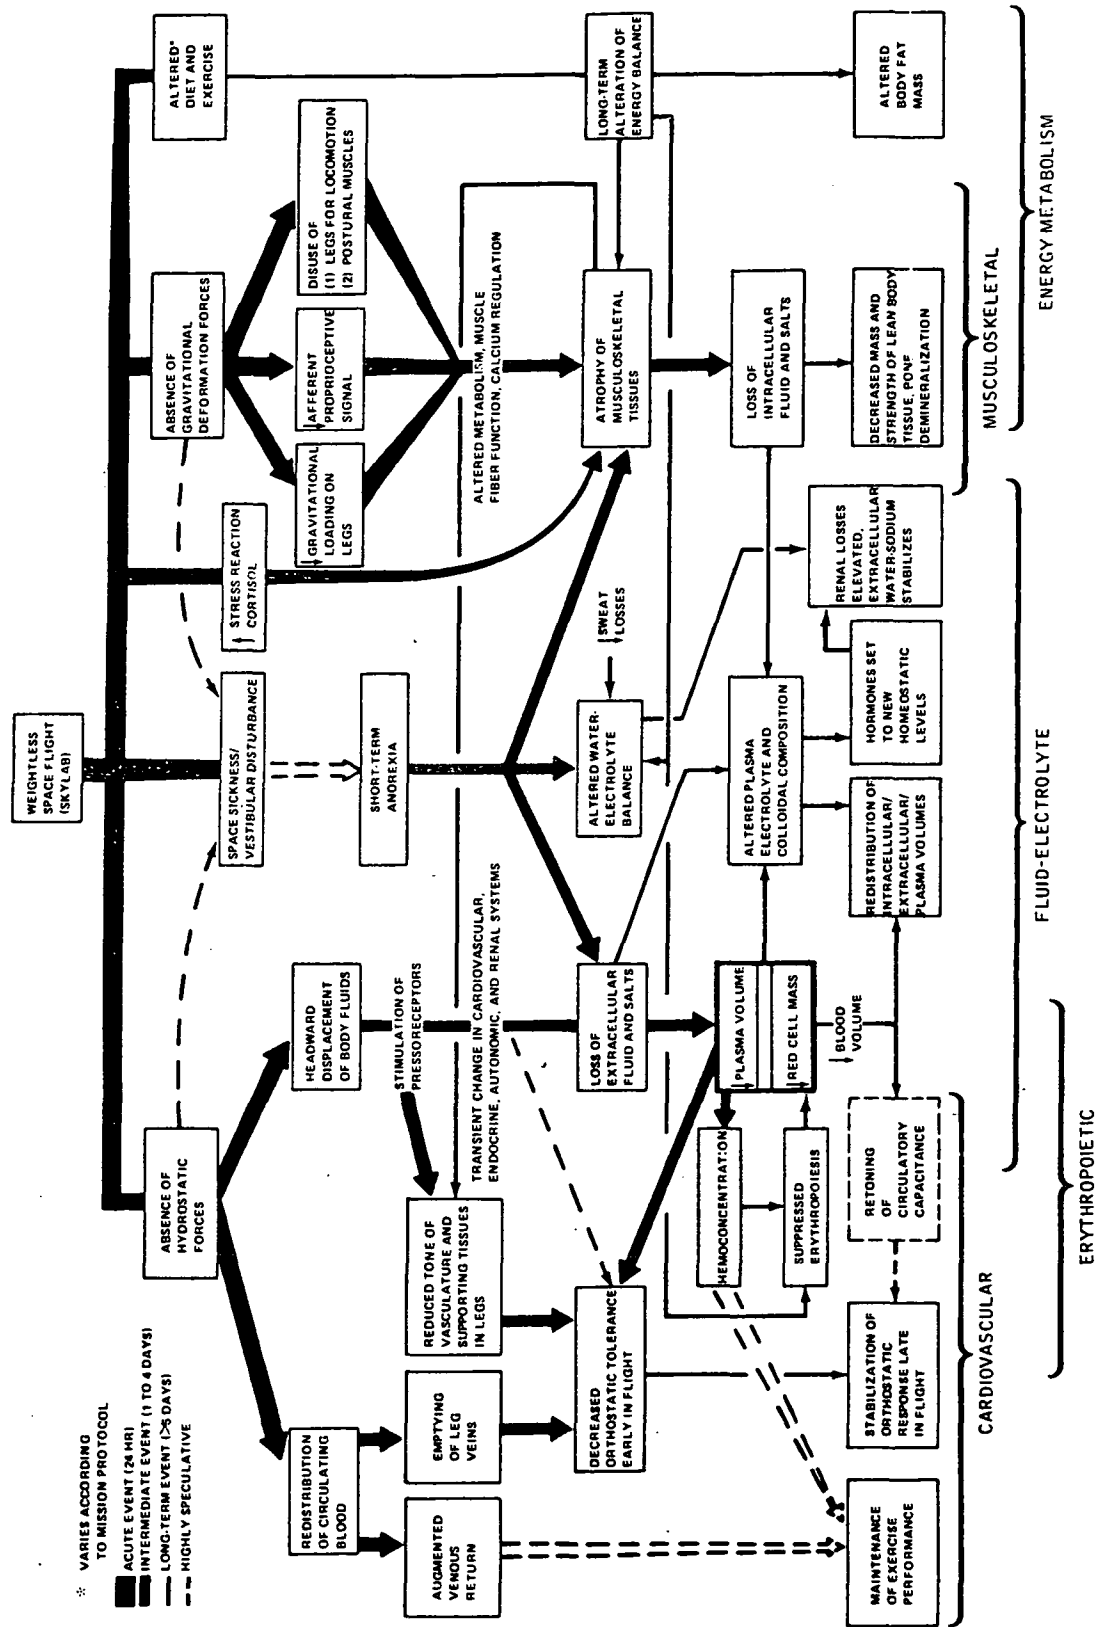 * VARIES ACCORDING
TO MISSION PROTOCOL
ACUTE EVENT (24 HR)
INTERMEDIATE EVENT (1 TO 4 DAYS)
LONG-TERM EVENT (>5 DAYS)
HIGHLY SPECULATIVE
WEIGHTLESS
SPACE FLIGHT
(SKYLAB)
ABSENCE OF
HYDROSTATIC
FORCES
SPACE SICKNESS/
VESTIBULAR DISTURBANCE
↑ STRESS REACTION
CORTISOL
ABSENCE OF
GRAVITATIONAL
DEFORMATION FORCES
ALTERED*
DIET AND
EXERCISE
REDISTRIBUTION
OF CIRCULATING
BLOOD
HEADWARD
DISPLACEMENT
OF BODY FLUIDS
SHORT-TERM
ANOREXIA
↓ GRAVITATIONAL
LOADING ON
LEGS
↓ AFFERENT
PROPRIOCEPTIVE
SIGNAL
DISUSE OF
(1) LEGS FOR LOCOMOTION
(2) POSTURAL MUSCLES
AUGMENTED
VENOUS
RETURN
EMPTYING
OF LEG
VEINS
REDUCED TONE OF
VASCULATURE AND
SUPPORTING TISSUES
IN LEGS
STIMULATION OF
PRESSORECEPTORS
TRANSIENT CHANGE IN CARDIOVASCULAR,
ENDOCRINE, AUTONOMIC, AND RENAL SYSTEMS
ALTERED METABOLISM, MUSCLE
FIBER FUNCTION, CALCIUM REGULATION
DECREASED
ORTHOSTATIC TOLERANCE
EARLY IN FLIGHT
LOSS OF
EXTRACELLULAR
FLUID AND SALTS
ALTERED WATER-
ELECTROLYTE
BALANCE
↓ SWEAT
LOSSES
ATROPHY OF
MUSCULOSKELETAL
TISSUES
LONG-TERM
ALTERATION OF
ENERGY BALANCE
HEMOCONCENTRATION
SUPPRESSED
ERYTHROPOIESIS
↓ PLASMA VOLUME
↓ RED CELL MASS
↓ BLOOD
VOLUME
ALTERED PLASMA
ELECTROLYTE AND
COLLOIDAL COMPOSITION
LOSS OF
INTRACELLULAR
FLUID AND SALTS
MAINTENANCE
OF EXERCISE
PERFORMANCE
STABILIZATION OF
ORTHOSTATIC
RESPONSE LATE
IN FLIGHT
RETONING
OF
CIRCULATORY
CAPACITANCE
REDISTRIBUTION OF
INTRACELLULAR/
EXTRACELLULAR/
PLASMA VOLUMES
HORMONES SET
TO NEW
HOMEOSTATIC
LEVELS
RENAL LOSSES
ELEVATED,
EXTRACELLULAR
WATER-SODIUM
STABILIZES
DECREASED MASS AND
STRENGTH OF LEAN BODY
TISSUE,
DEMINERALIZATION
ALTERED
BODY FAT
MASS
CARDIOVASCULAR
ERYTHROPOIETIC
FLUID-ELECTROLYTE
MUSCULOSKELETAL
ENERGY METABOLISM